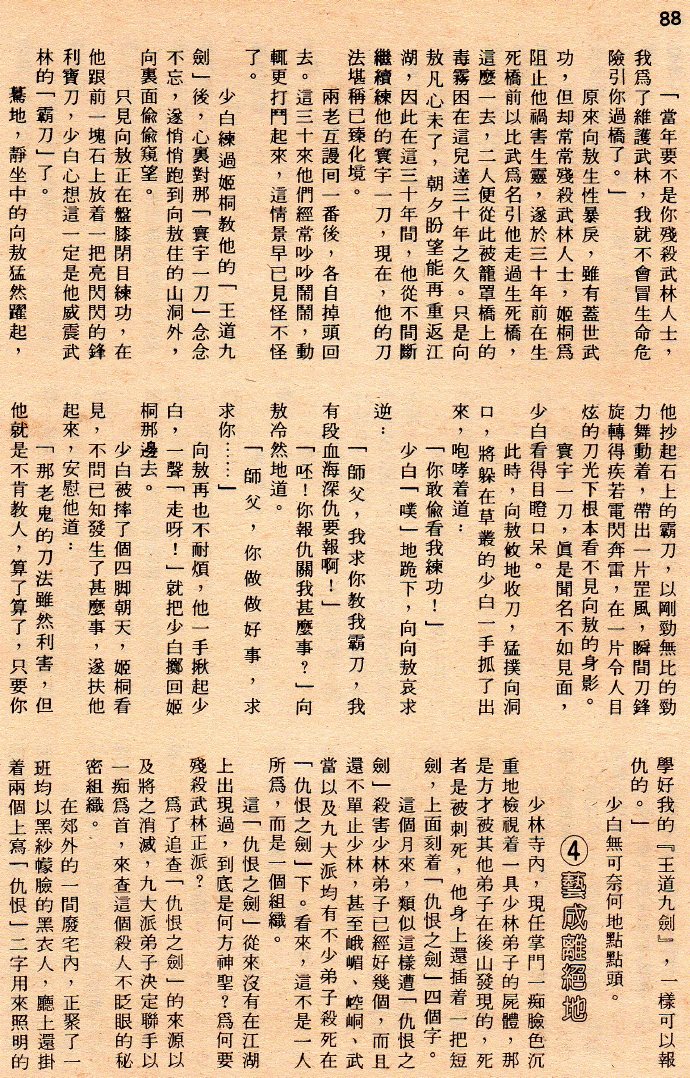 88
「當年要不是你殘殺武林人士，
我爲了維護武林，我就不會冒生命危
險引你過橋了。」
原來向敖生性暴戾，雖有蓋世武
功，但却常常殘殺武林人士，姬桐爲
阻止他禍害生靈，遂於三十年前在生
死橋前以比武爲名引他走過生死橋，
這麼一去，二人便從此被籠罩橋上的
毒霧困在這兒達三十年之久。只是向
敖凡心未了，朝夕盼望能再重返江
湖，因此在這三十年間，他從不間斷
繼續練他的寰宇一刀，現在，他的刀
法堪稱已臻化境。
兩老互謾罵一番後，各自掉頭回
去。這三十來他們經常吵吵鬧鬧，動
輒更打鬥起來，這情景早已見怪不怪
了。
少白練過姬桐教他的「王道九
劍」後，心裏對那「寰宇一刀」念念
不忘，遂悄悄跑到向敖住的山洞外，
向裏面偷偷窺望。
只見向敖正在盤膝閉目練功，在
他跟前一塊石上放着一把亮閃閃的鋒
利寶刀，少白心想這一定是他威震武
林的「霸刀」了。
驀地，靜坐中的向敖猛然躍起，
他抄起石上的霸刀，以剛勁無比的勁
力舞動着，帶出一片罡風，瞬間刀鋒
旋轉得疾若電閃奔雷，在一片令人目
炫的刀光下根本看不見向敖的身影。
寰宇一刀，眞是聞名不如見面，
少白看得目瞪口呆。
此時，向敖攸地收刀，猛撲向洞
口，將躲在草叢的少白一手抓了出
來，咆哮着道：
「你敢偷看我練功！」
少白「噗」地跪下，向向敖哀求
逆：
「師父，我求你教我霸刀，我
有段血海深仇要報啊！」
「呸！你報仇關我甚麼事？」向
敖冷然地道。
「師父，你做做好事，求
求你……」
向敖再也不耐煩，他一手揪起少
白，一聲「走呀！」就把少白擲回姬
桐那邊去。
少白被摔了個四脚朝天，姬桐看
見，不問已知發生了甚麼事，遂扶他
起來，安慰他道：
「那老鬼的刀法雖然利害，但
他就是不肯教人，算了算了，只要你
學好我的『王道九劍』，一樣可以報
仇的。」
少白無可奈何地點點頭。
④藝成離絕地
少林寺內，現任掌門一痴臉色沉
重地檢視着一具少林弟子的屍體，那
是方才被其他弟子在後山發現的，死
者是被刺死，他身上還插着一把短
劍，上面刻着「仇恨之劍」四個字。
這個月來，類似這樣遭「仇恨之
劍」殺害少林弟子已經好幾個，而且
還不單止少林，甚至峨嵋、崆峒、武
當以及九大派均有不少弟子殺死在
「仇恨之劍」下。看來，這不是一人
所爲，而是一個組織。
這「仇恨之劍」從來沒有在江湖
上出現過，到底是何方神聖？爲何要
殘殺武林正派？
爲了追查「仇恨之劍」的來源以
及將之消滅，九大派弟子決定聯手以
一痴爲首，來查這個殺人不眨眼的秘
密組織。
在郊外的一間廢宅內，正聚了一
班均以黑紗幪臉的黑衣人，廳上還掛
着兩個上寫「仇恨」二字用來照明的